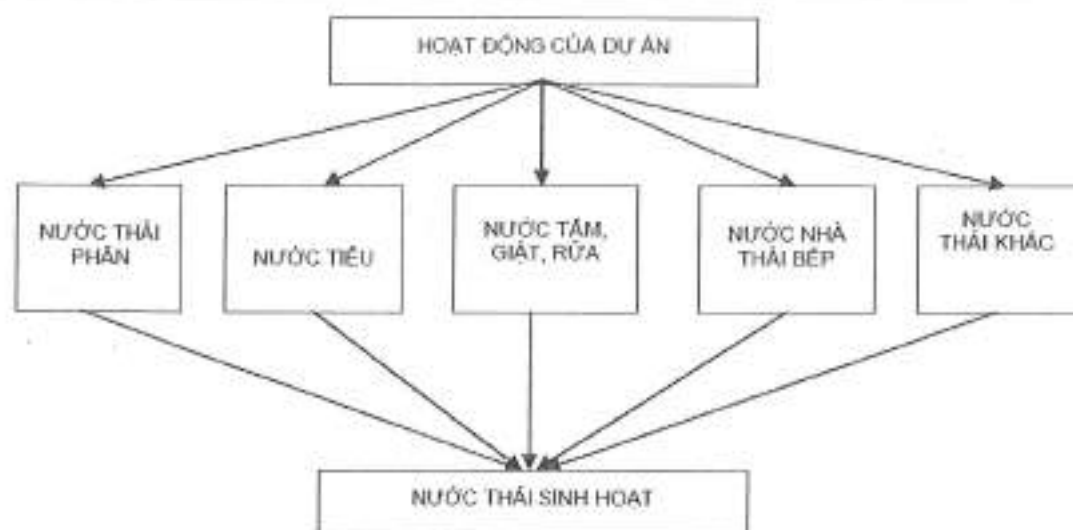 HOẠT ĐỘNG CỦA DỰ ÁN
NƯỚC THẢI
PHÂN
NƯỚC TIỂU
NƯỚC TẮM,
GIẶT, RỬA
NƯỚC NHÀ
THẢI BẾP
NƯỚC
THẢI KHÁC
NƯỚC THẢI SINH HOẠT